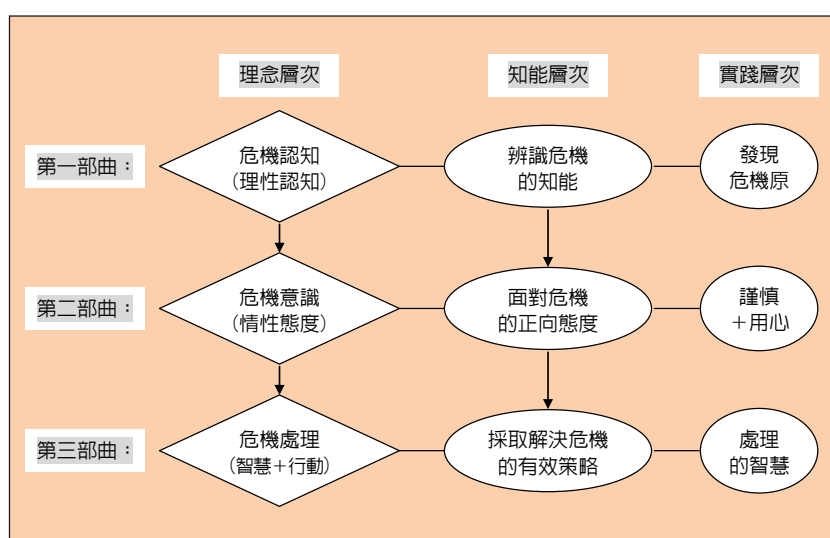 理念層次
知能層次
實踐層次
第一部曲：
危機認知
(理性認知)
辨識危機
的知能
發現
危機原
第二部曲：
危機意識
(情性態度)
面對危機
的正向態度
謹慎
＋用心
第三部曲：
危機處理
(智慧＋行動)
採取解決危機
的有效策略
處理
的智慧